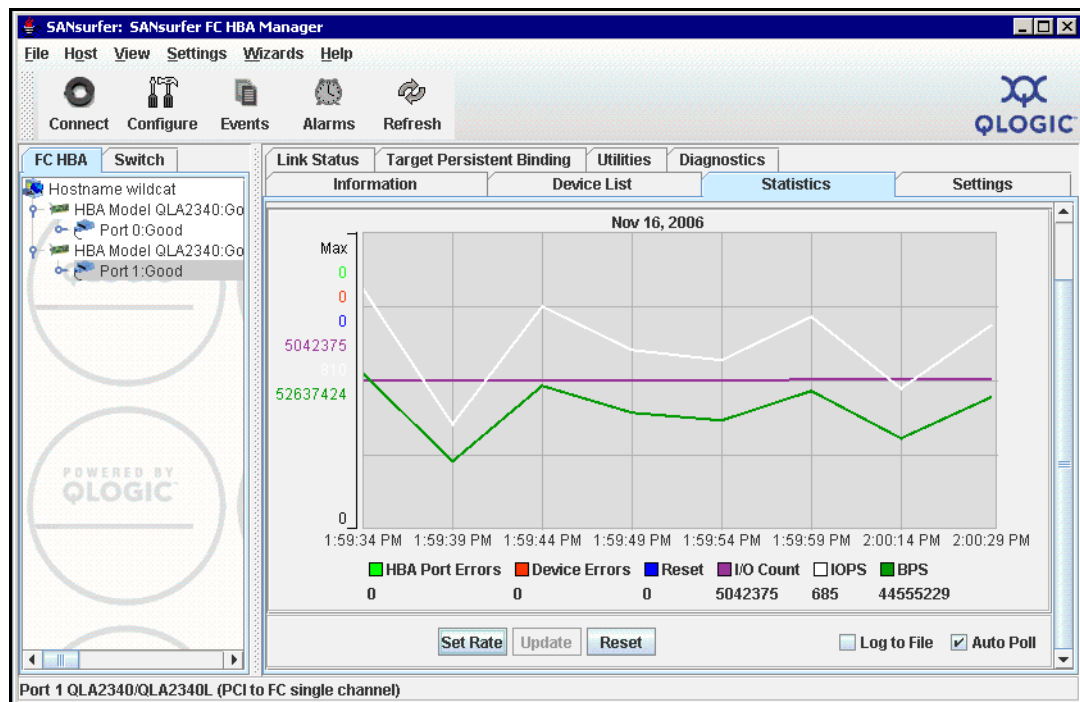 SANsurfer: SANsurfer FC HBA Manager
File Host View Settings Wizards Help
Connect Configure Events Alarms Refresh
QLOGIC
FC HBA Switch
Hostname wildcat
HBA Model QLA2340:Go
Port 0:Good
HBA Model QLA2340:Go
Port 1:Good
POWERED BY
QLOGIC
Link Status Target Persistent Binding Utilities Diagnostics
Information Device List Statistics Settings
Nov 16, 2006
Max
0
0
0
5042375
810
52637424
0
1:59:34 PM 1:59:39 PM 1:59:44 PM 1:59:49 PM 1:59:54 PM 1:59:59 PM 2:00:14 PM 2:00:29 PM
HBA Port Errors Device Errors Reset I/O Count IOPS BPS
0 0 0 5042375 685 44555229
Set Rate Update Reset Log to File Auto Poll
Port 1 QLA2340/QLA2340L (PCI to FC single channel)